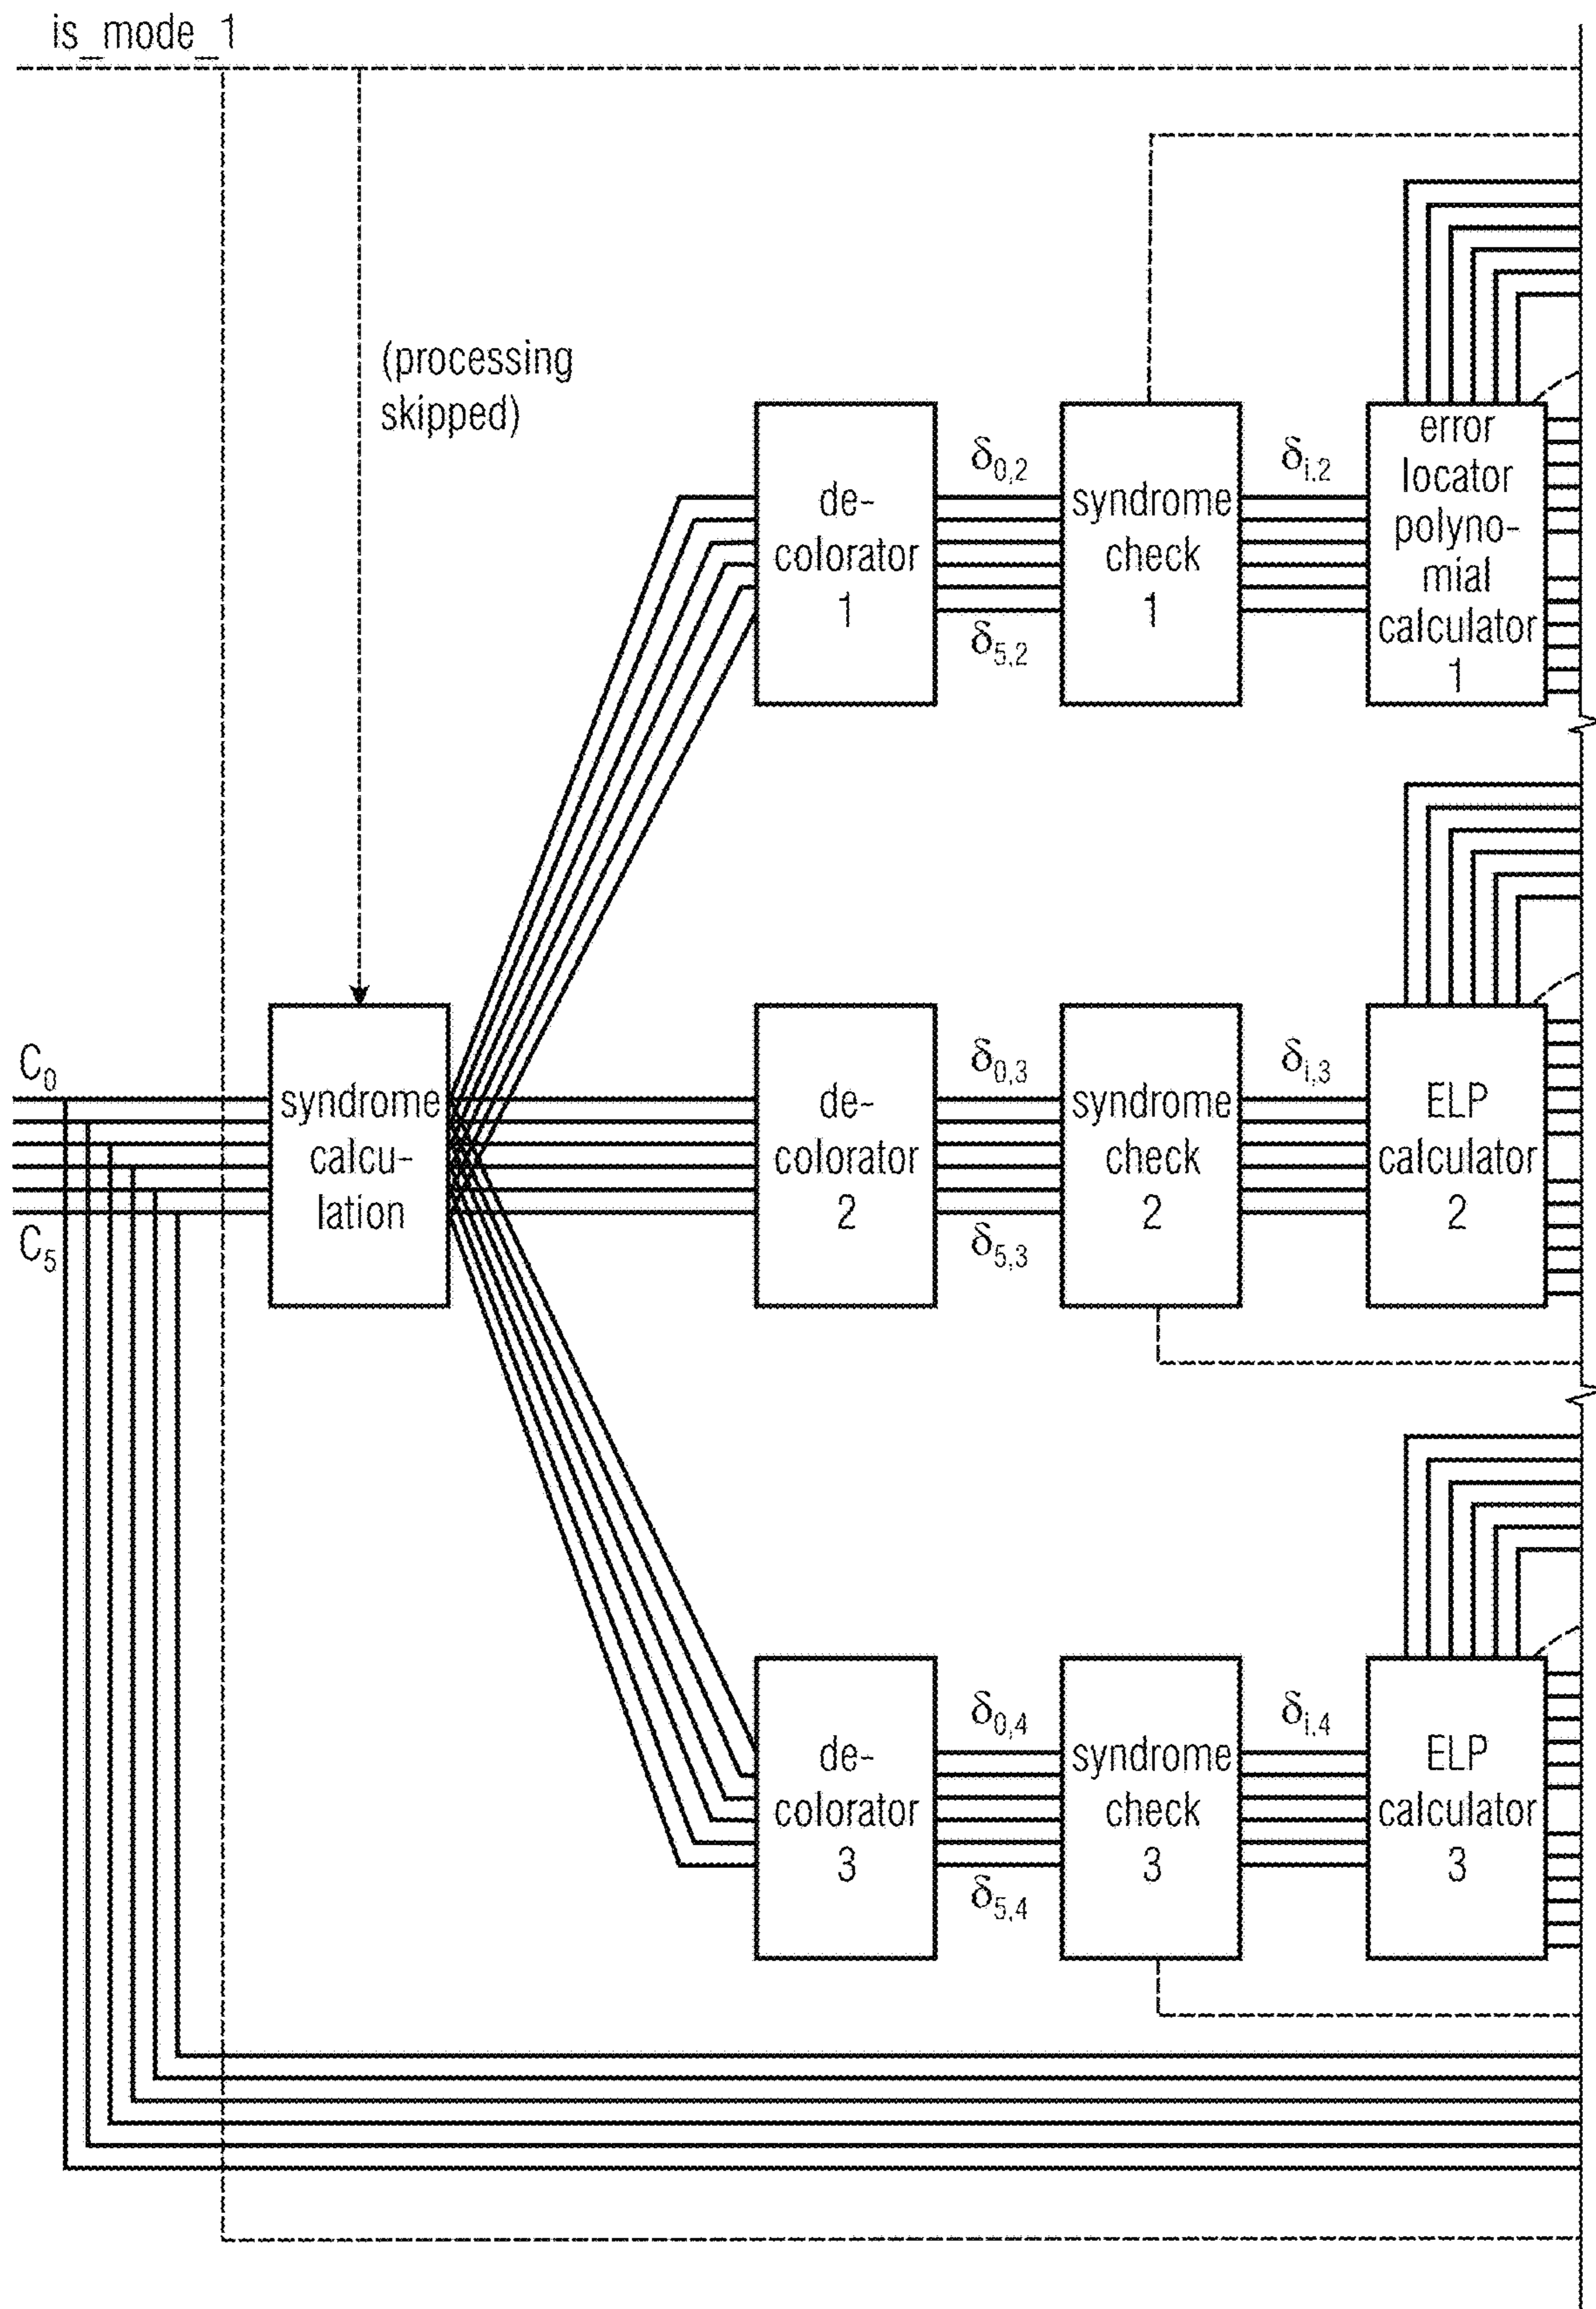 is_mode_1
(processing
skipped)
de-
colorator
1
δ0,2
δ5,2
syndrome
check
1
δi,2
error
locator
polyno-
mial
calculator
1
C0
C5
syndrome
calcu-
lation
de-
colorator
2
δ0,3
δ5,3
syndrome
check
2
δi,3
ELP
calculator
2
de-
colorator
3
δ0,4
δ5,4
syndrome
check
3
δi,4
ELP
calculator
3